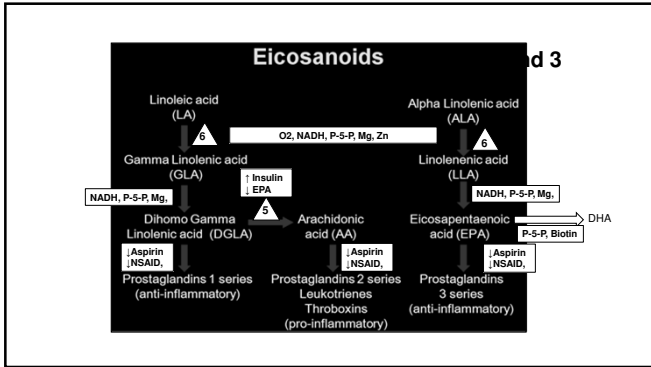 Eicosanoids
d 3
Linoleic acid
(LA)
Alpha Linolenic acid
(ALA)
6
O2, NADH, P-5-P, Mg, Zn
6
Gamma Linolenic acid
(GLA)
Linolenenic acid
(LLA)
↑ Insulin
↓ EPA
NADH, P-5-P, Mg,
NADH, P-5-P, Mg,
5
Dihomo Gamma
Linolenic acid (DGLA)
Arachidonic
acid (AA)
Eicosapentaenoic
acid (EPA)
DHA
P-5-P, Biotin
↓Aspirin
↓NSAID,
↓Aspirin
↓NSAID,
↓Aspirin
↓NSAID,
Prostaglandins 1 series
(anti-inflammatory)
Prostaglandins 2 series
Leukotrienes
Throboxins
(pro-inflammatory)
Prostaglandins
3 series
(anti-inflammatory)